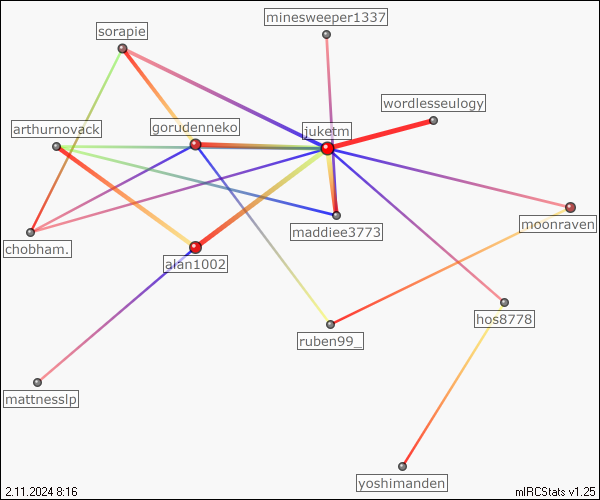 minesweeper1337
sorapie
wordlesseulogy
arthurnovack
gorudenneko
juketm
maddiee3773
moonraven
chobham.
alan1002
hos8778
ruben99_
mattnesslp
yoshimanden
2.11.2024 8:16
mIRCStats v1.25